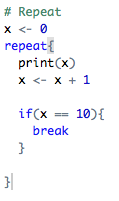 # Repeat
x <- 0
repeat{
  print(x)
  x <- x + 1

  if(x == 10){
    break
  }

}